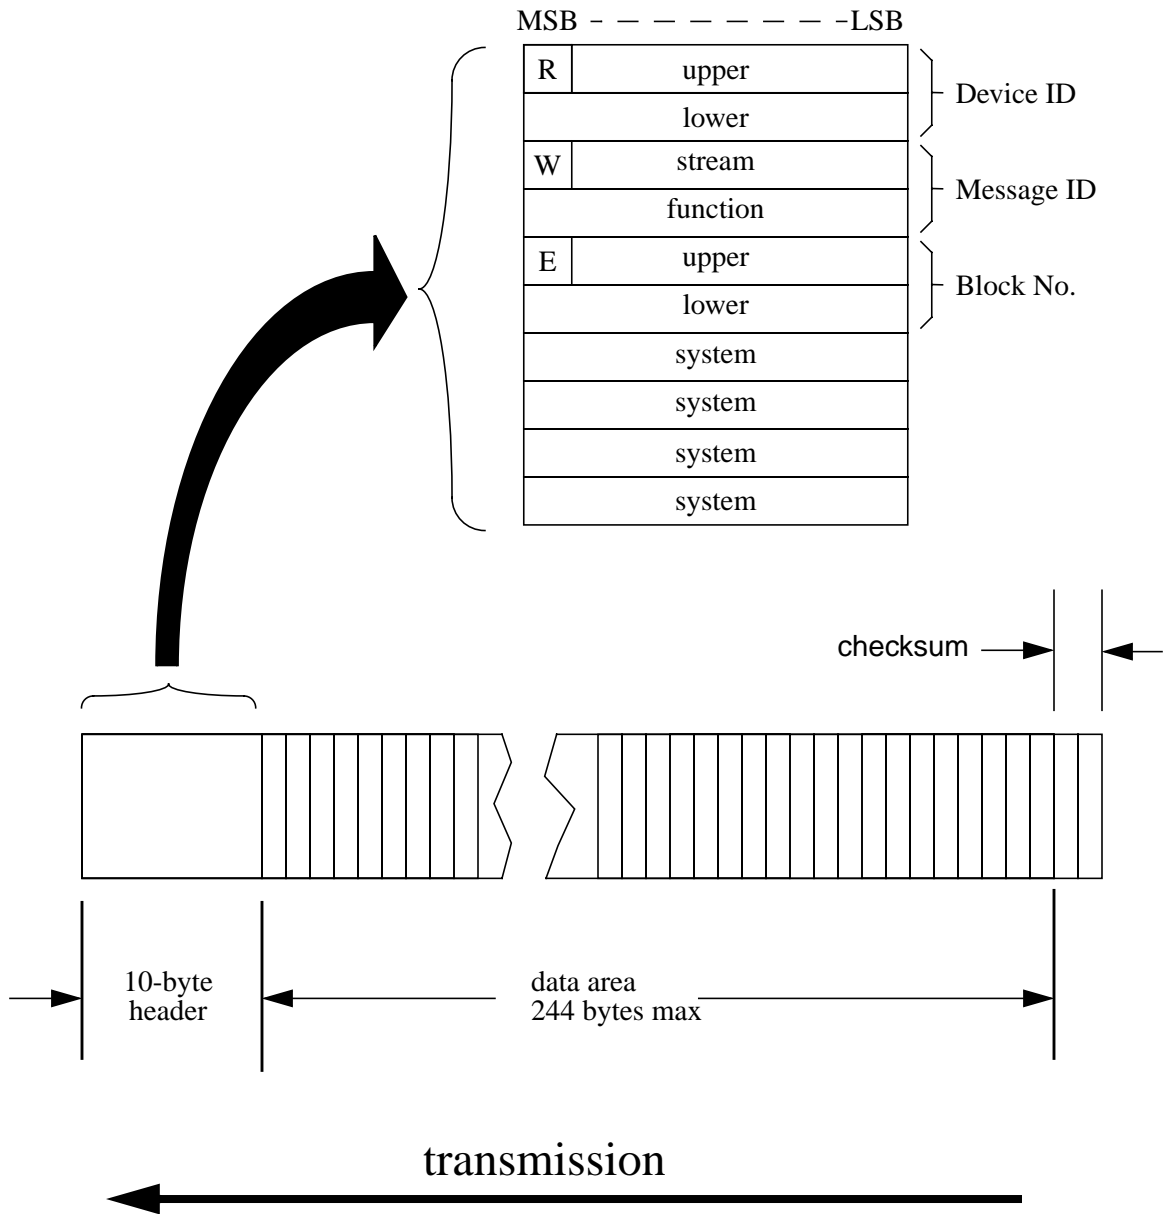 MSB - - - - - - LSB
R upper
Device ID
lower
W stream
Message ID
function
E upper
Block No.
lower
system
system
system
system
checksum
10-byte
header
data area
244 bytes max
transmission